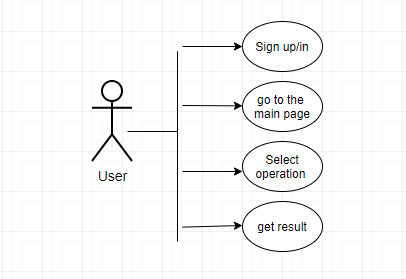 Sign up/in
go to the
main page
User
Select
operation
get result